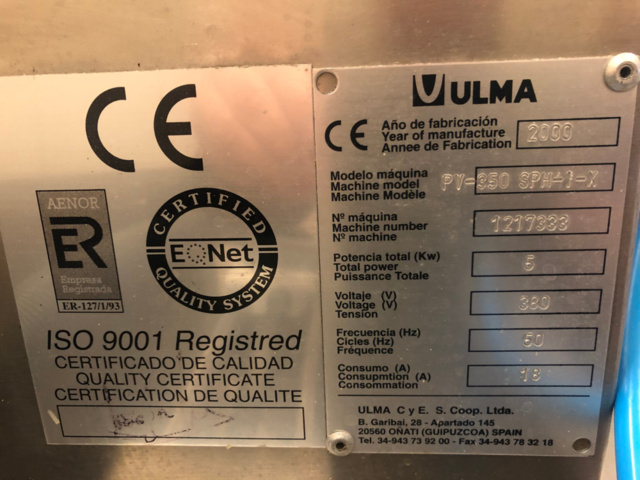 CE
AENOR
ER
Empresa
Registrada
ER-127/1/93
CERTIFIED
EQNet
QUALITY SYSTEM
ISO 9001 Registred
CERTIFICADO DE CALIDAD
QUALITY CERTIFICATE
CERTIFICATION DE QUALITE
ULMA
CE
Año de fabricación
Year of manufacture
Annee de Fabrication
2000
Modelo máquina
Machine model
Machine Modèle
PV-350 SPH-1-X
Nº máquina
Machine number
Nº machine
1217333
Potencia total (Kw)
Total power
Puissance Totale
5
Voltaje (V)
Voltage (V)
Tension
380
Frecuencia (Hz)
Cicles (Hz)
Fréquence
50
Consumo (A)
Consumption (A)
Consommation
18
ULMA C y E. S. Coop. Ltda.
B. Garibai, 28 - Apartado 145
20560 OÑATI (GUIPUZCOA) SPAIN
Tel. 34-943 73 92 00 - Fax 34-943 78 32 18